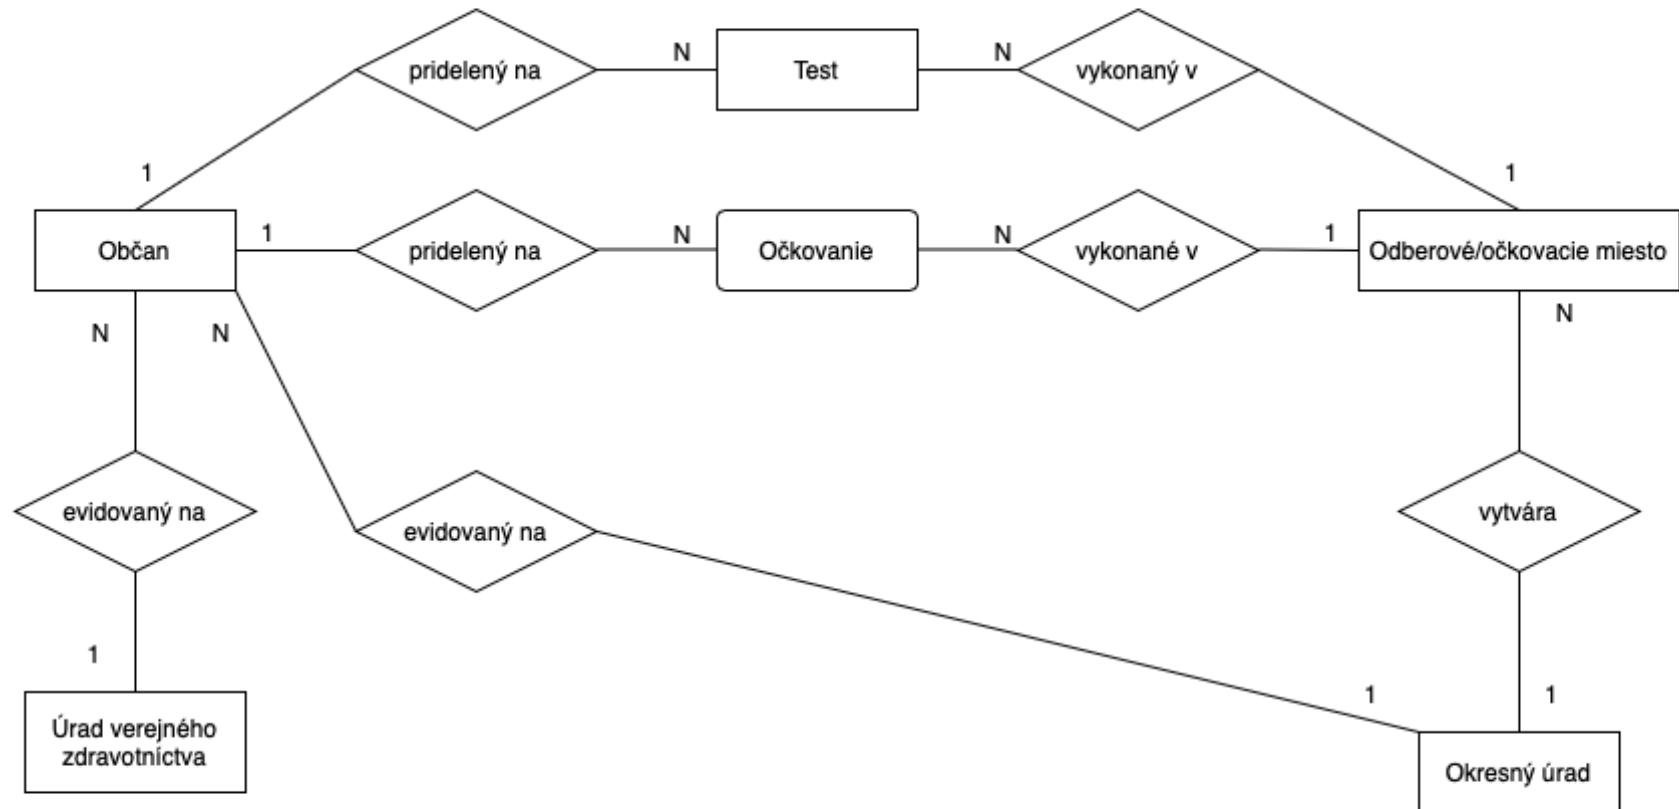 pridelený na
N
Test
N
vykonaný v
1
1
Občan
1
pridelený na
N
Očkovanie
N
vykonané v
1
Odberové/očkovacie miesto
N
N
N
evidovaný na
evidovaný na
vytvára
1
1
1
Úrad verejného
zdravotníctva
Okresný úrad